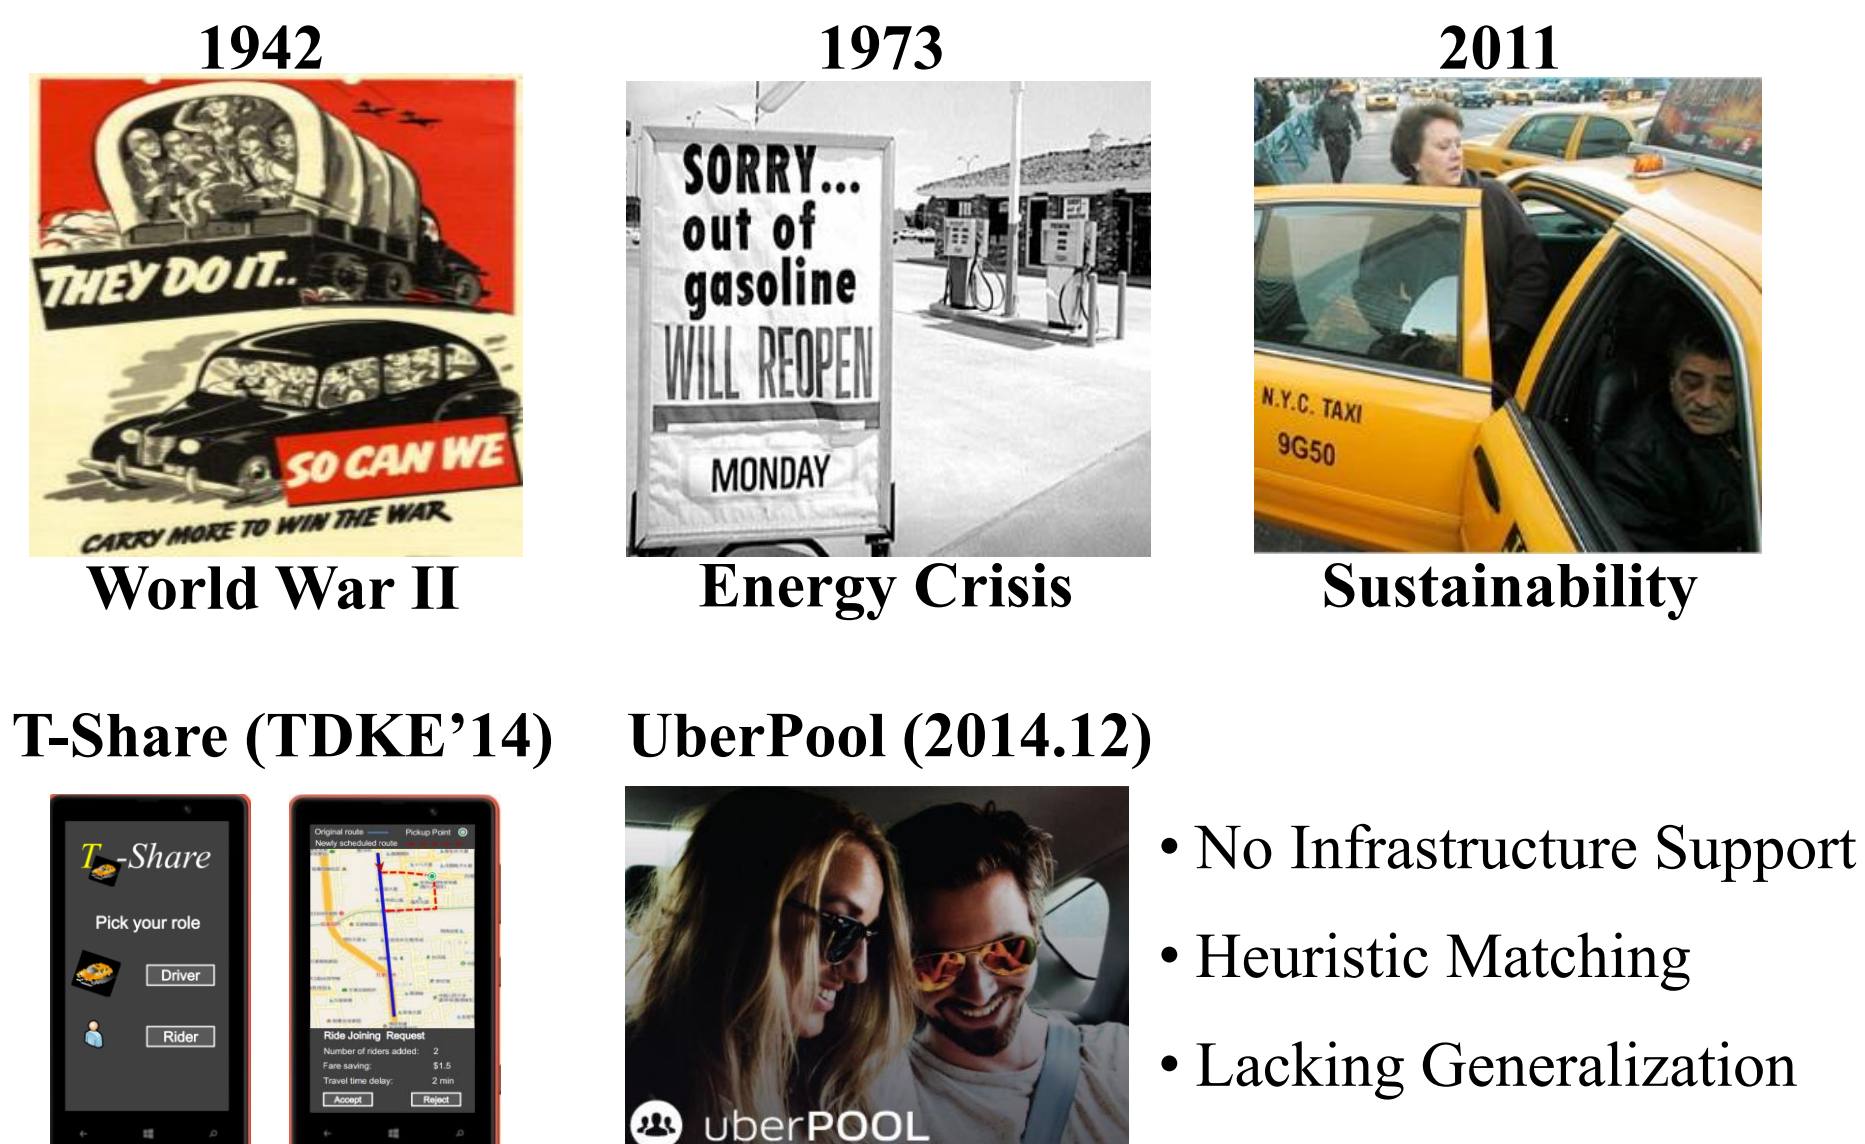 1942
1973
2011
THEY DO IT..
SO CAN WE
CARRY MORE TO WIN THE WAR
SORRY...
out of
gasoline
WILL REOPEN
MONDAY
N.Y.C. TAXI
9G50
World War II
Energy Crisis
Sustainability
T-Share (TDKE’14)
UberPool (2014.12)
T-Share
Pick your role
Driver
Rider
Original route
Pickup Point
Newly scheduled route
Ride Joining Request
Number of riders added: 2
Fare saving: $1.5
Travel time delay: 2 min
Accept
Reject
uberPOOL
• No Infrastructure Support
• Heuristic Matching
• Lacking Generalization